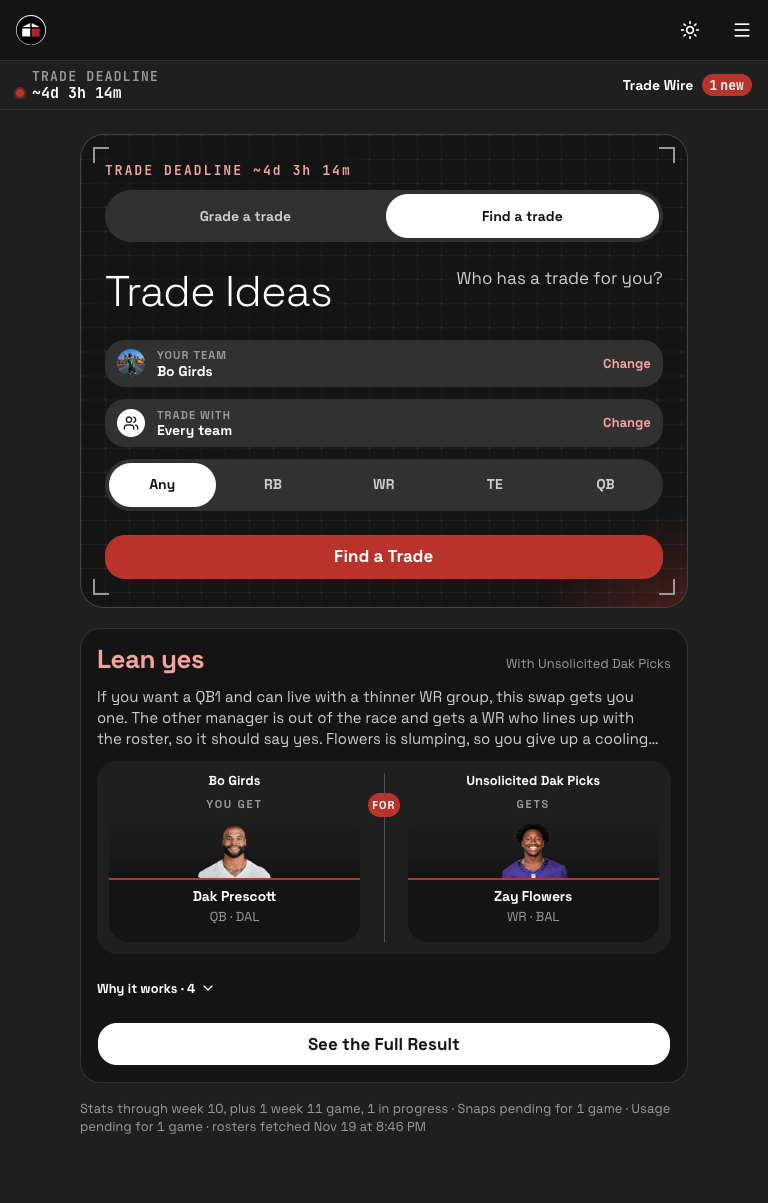 TRADE DEADLINE
~4d 3h 14m
Trade Wire
1 new
TRADE DEADLINE ~4d 3h 14m
Grade a trade
Find a trade
Trade Ideas
Who has a trade for you?
YOUR TEAM
Bo Girds
Change
TRADE WITH
Every team
Change
Any
RB
WR
TE
QB
Find a Trade
Lean yes
With Unsolicited Dak Picks
If you want a QB1 and can live with a thinner WR group, this swap gets you
one. The other manager is out of the race and gets a WR who lines up with
the roster, so it should say yes. Flowers is slumping, so you give up a cooling…
Bo Girds
YOU GET
FOR
Unsolicited Dak Picks
GETS
Dak Prescott
QB · DAL
Zay Flowers
WR · BAL
Why it works · 4
See the Full Result
Stats through week 10, plus 1 week 11 game, 1 in progress · Snaps pending for 1 game · Usage
pending for 1 game · rosters fetched Nov 19 at 8:46 PM